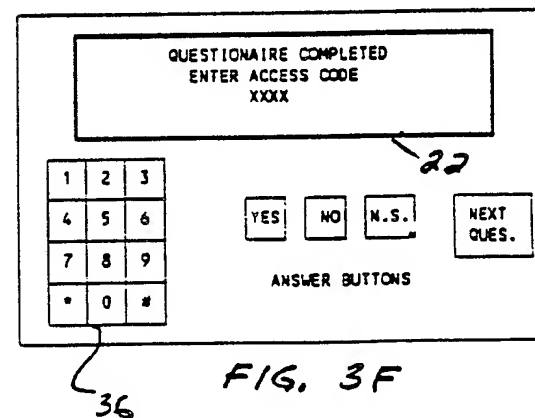 QUESTIONAIRE COMPLETED
ENTER ACCESS CODE
XXXX
22
1 2 3
4 5 6
7 8 9
* 0 #
YES NO N.S. NEXT QUES.
ANSWER BUTTONS
36
FIG. 3F